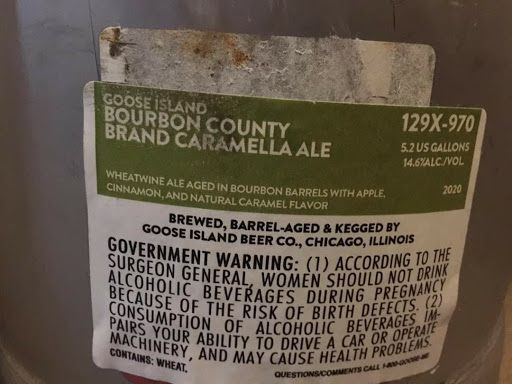 GOOSE ISLAND
BOURBON COUNTY
BRAND CARAMELLA ALE
129X-970
5.2 US GALLONS
14.6%ALC./VOL.
WHEATWINE ALE AGED IN BOURBON BARRELS WITH APPLE,
CINNAMON, AND NATURAL CARAMEL FLAVOR
2020
BREWED, BARREL-AGED & KEGGED BY
GOOSE ISLAND BEER CO., CHICAGO, ILLINOIS
GOVERNMENT WARNING: (1) ACCORDING TO THE
SURGEON GENERAL, WOMEN SHOULD NOT DRINK
ALCOHOLIC BEVERAGES DURING PREGNANCY
BECAUSE OF THE RISK OF BIRTH DEFECTS. (2)
CONSUMPTION OF ALCOHOLIC BEVERAGES IM-
PAIRS YOUR ABILITY TO DRIVE A CAR OR OPERATE
MACHINERY, AND MAY CAUSE HEALTH PROBLEMS.
CONTAINS: WHEAT.
QUESTIONS/COMMENTS CALL 1-800-GOOSE-ME